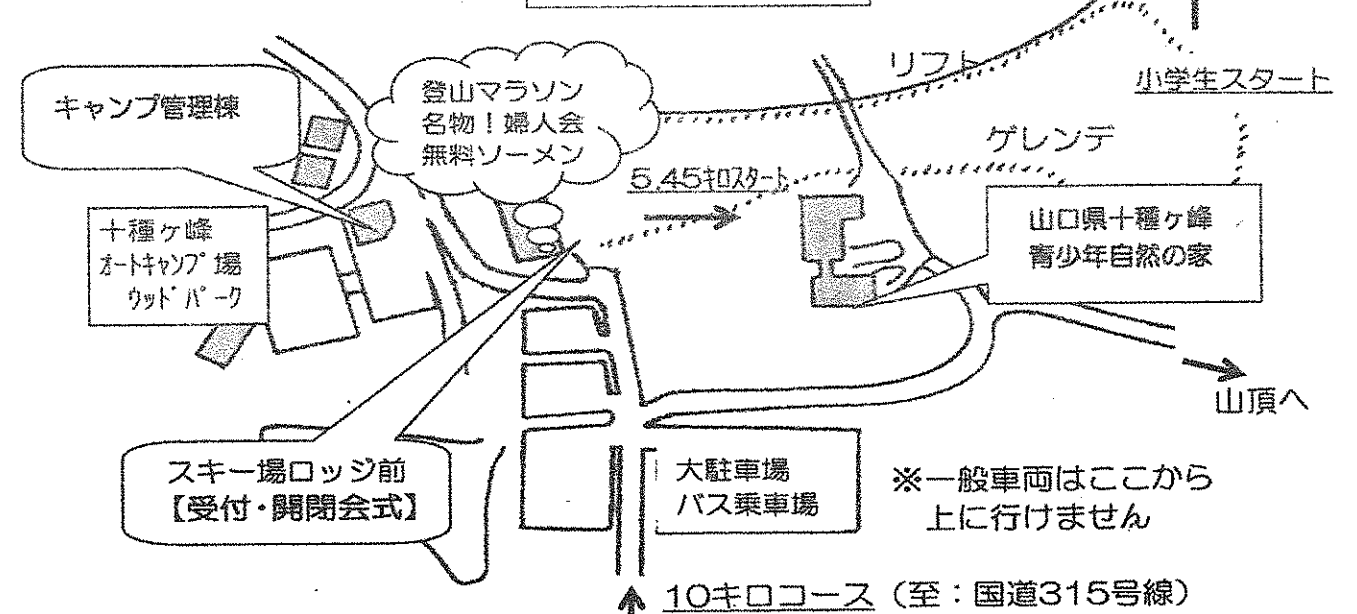 リフト
小学生スタート
キャンプ管理棟
登山マラソン
名物！婦人会
無料ソーメン
ゲレンデ
5.45キロスタート
山口県十種ヶ峰
青少年自然の家
十種ヶ峰
オートキャンプ場
ウッドパーク
山頂へ
スキー場ロッジ前
【受付・開閉会式】
大駐車場
バス乗車場
※一般車両はここから
上に行けません
10キロコース（至：国道315号線）